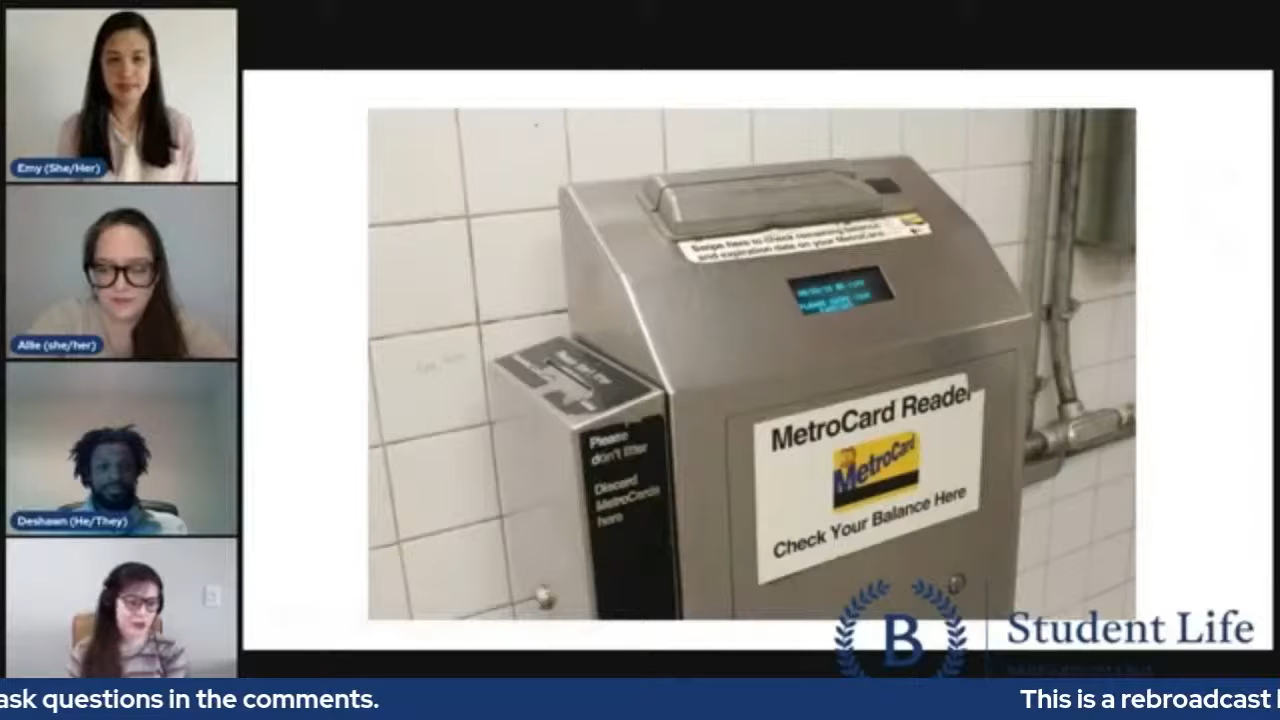 Emy (She/Her)
Allie (she/her)
Deshawn (He/They)
Swipe here to check remaining balance
and expiration date on your MetroCard
Please
don't litter
Discard
MetroCards
here
MetroCard Reader
MetroCard
Check Your Balance Here
B
Student Life
ask questions in the comments.
This is a rebroadcast